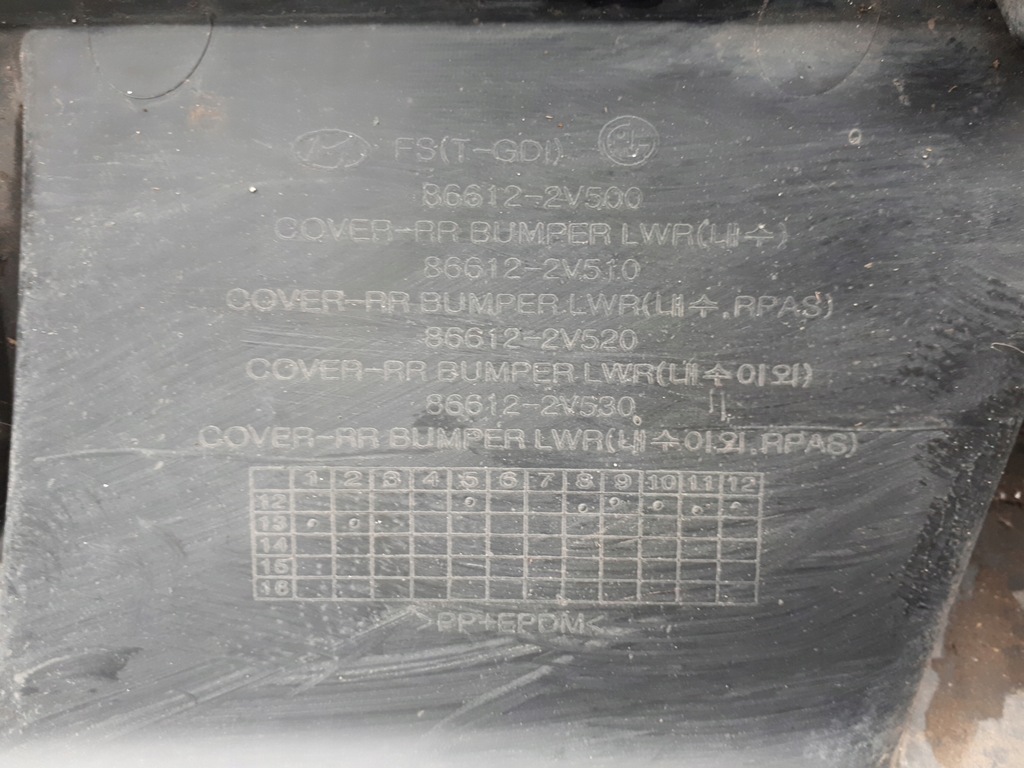 FS(T-GDI)
86612-2V500
COVER-RR BUMPER LWR(내수)
86612-2V510
COVER-RR BUMPER LWR(내수.RPAS)
86612-2V520
COVER-RR BUMPER LWR(내수이외)
86612-2V530
COVER-RR BUMPER LWR(내수이외.RPAS)
1 2 3 4 5 6 7 8 9 10 11 12
12
13
14
15
16
>PP+EPDM<